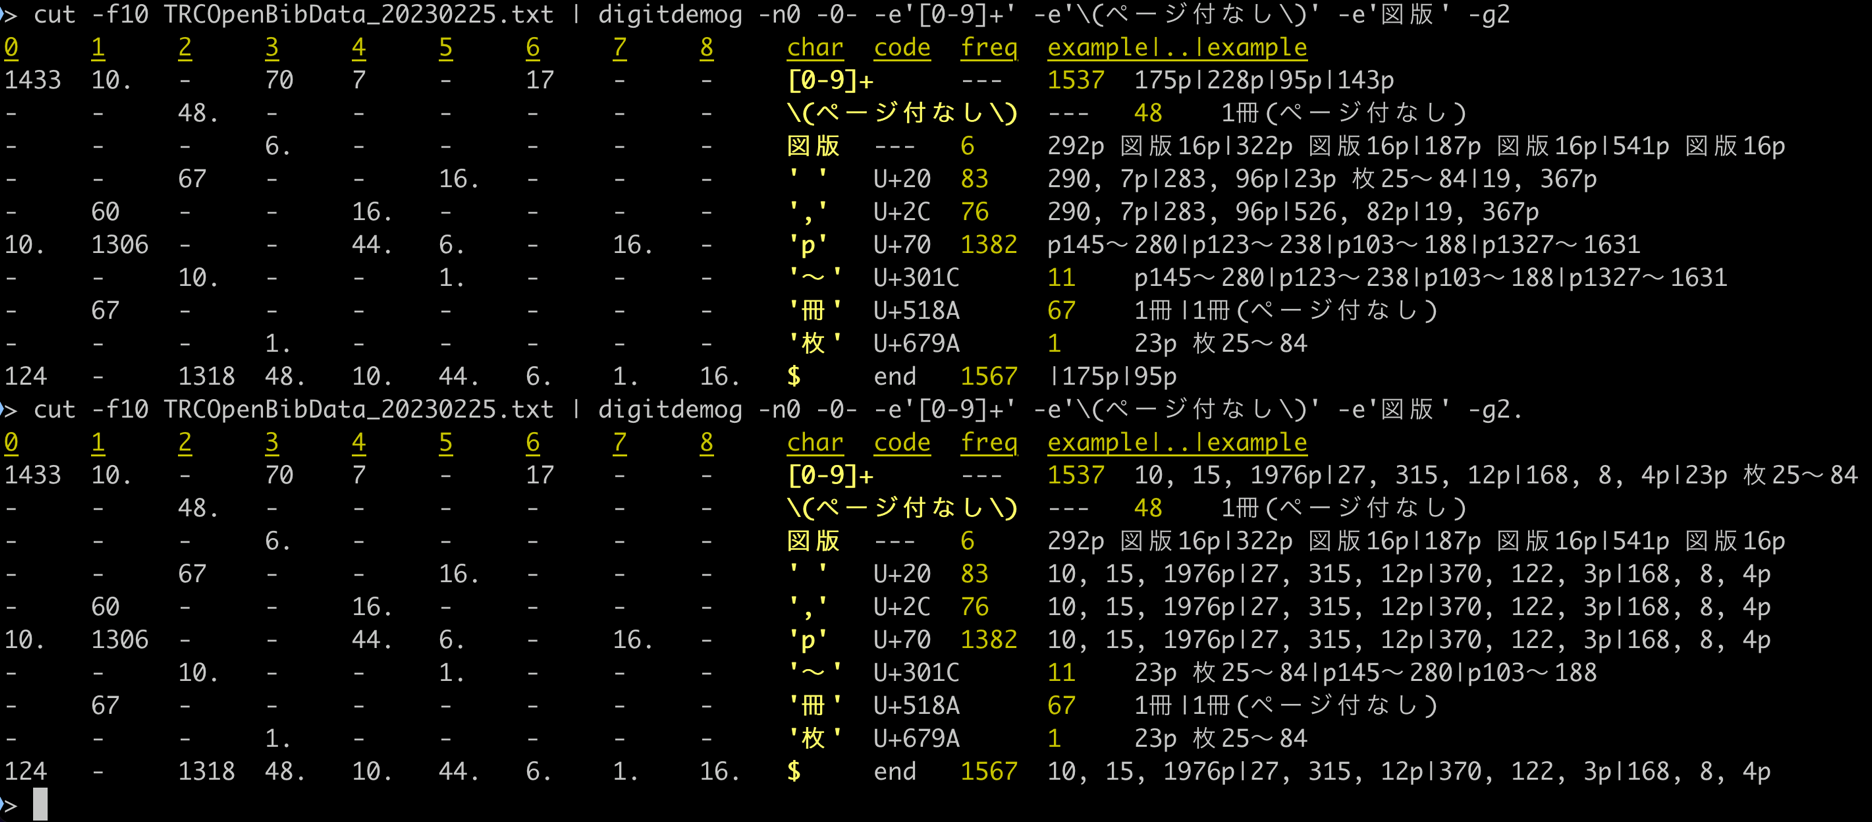 > cut -f10 TRCOpenBibData_20230225.txt | digitdemog -n0 -0- -e'[0-9]+' -e'\(ページ付なし\)' -e'図版' -g2
0 1 2 3 4 5 6 7 8 char code freq example|..|example
1433 10. - 70 7 - 17 - - [0-9]+ --- 1537 175p|228p|95p|143p
- - 48. - - - - - - \(ページ付なし\) --- 48 1冊(ページ付なし)
- - - 6. - - - - - 図版 --- 6 292p 図版16p|322p 図版16p|187p 図版16p|541p 図版16p
- - 67 - - 16. - - - ' ' U+20 83 290, 7p|283, 96p|23p 枚25〜84|19, 367p
- 60 - - 16. - - - - ',' U+2C 76 290, 7p|283, 96p|526, 82p|19, 367p
10. 1306 - - 44. 6. - 16. - 'p' U+70 1382 p145〜280|p123〜238|p103〜188|p1327〜1631
- - 10. - - 1. - - - '〜' U+301C 11 p145〜280|p123〜238|p103〜188|p1327〜1631
- 67 - - - - - - - '冊' U+518A 67 1冊|1冊(ページ付なし)
- - - 1. - - - - - '枚' U+679A 1 23p 枚25〜84
124 - 1318 48. 10. 44. 6. 1. 16. $ end 1567 |175p|95p
> cut -f10 TRCOpenBibData_20230225.txt | digitdemog -n0 -0- -e'[0-9]+' -e'\(ページ付なし\)' -e'図版' -g2.
0 1 2 3 4 5 6 7 8 char code freq example|..|example
1433 10. - 70 7 - 17 - - [0-9]+ --- 1537 10, 15, 1976p|27, 315, 12p|168, 8, 4p|23p 枚25〜84
- - 48. - - - - - - \(ページ付なし\) --- 48 1冊(ページ付なし)
- - - 6. - - - - - 図版 --- 6 292p 図版16p|322p 図版16p|187p 図版16p|541p 図版16p
- - 67 - - 16. - - - ' ' U+20 83 10, 15, 1976p|27, 315, 12p|370, 122, 3p|168, 8, 4p
- 60 - - 16. - - - - ',' U+2C 76 10, 15, 1976p|27, 315, 12p|370, 122, 3p|168, 8, 4p
10. 1306 - - 44. 6. - 16. - 'p' U+70 1382 10, 15, 1976p|27, 315, 12p|370, 122, 3p|168, 8, 4p
- - 10. - - 1. - - - '〜' U+301C 11 23p 枚25〜84|p145〜280|p103〜188
- 67 - - - - - - - '冊' U+518A 67 1冊|1冊(ページ付なし)
- - - 1. - - - - - '枚' U+679A 1 23p 枚25〜84
124 - 1318 48. 10. 44. 6. 1. 16. $ end 1567 10, 15, 1976p|27, 315, 12p|370, 122, 3p|168, 8, 4p
>